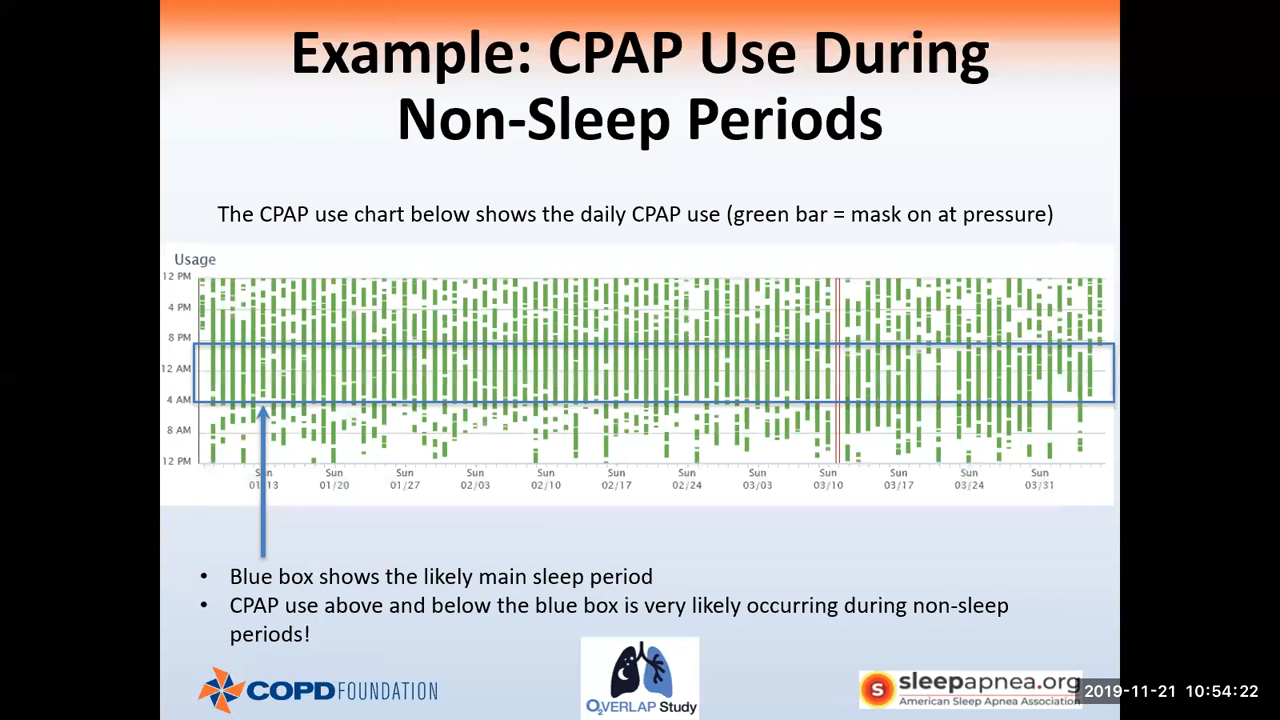 Example: CPAP Use During
Non-Sleep Periods
The CPAP use chart below shows the daily CPAP use (green bar = mask on at pressure)
Usage
12 PM
4 PM
8 PM
12 AM
4 AM
8 AM
12 PM
Sun Sun Sun Sun Sun Sun Sun Sun Sun Sun Sun Sun
01/13 01/20 01/27 02/03 02/10 02/17 02/24 03/03 03/10 03/17 03/24 03/31
• Blue box shows the likely main sleep period
• CPAP use above and below the blue box is very likely occurring during non-sleep
periods!
COPD FOUNDATION
O2VERLAP Study
S sleepapnea.org
American Sleep Apnea Association
2019-11-21 10:54:22